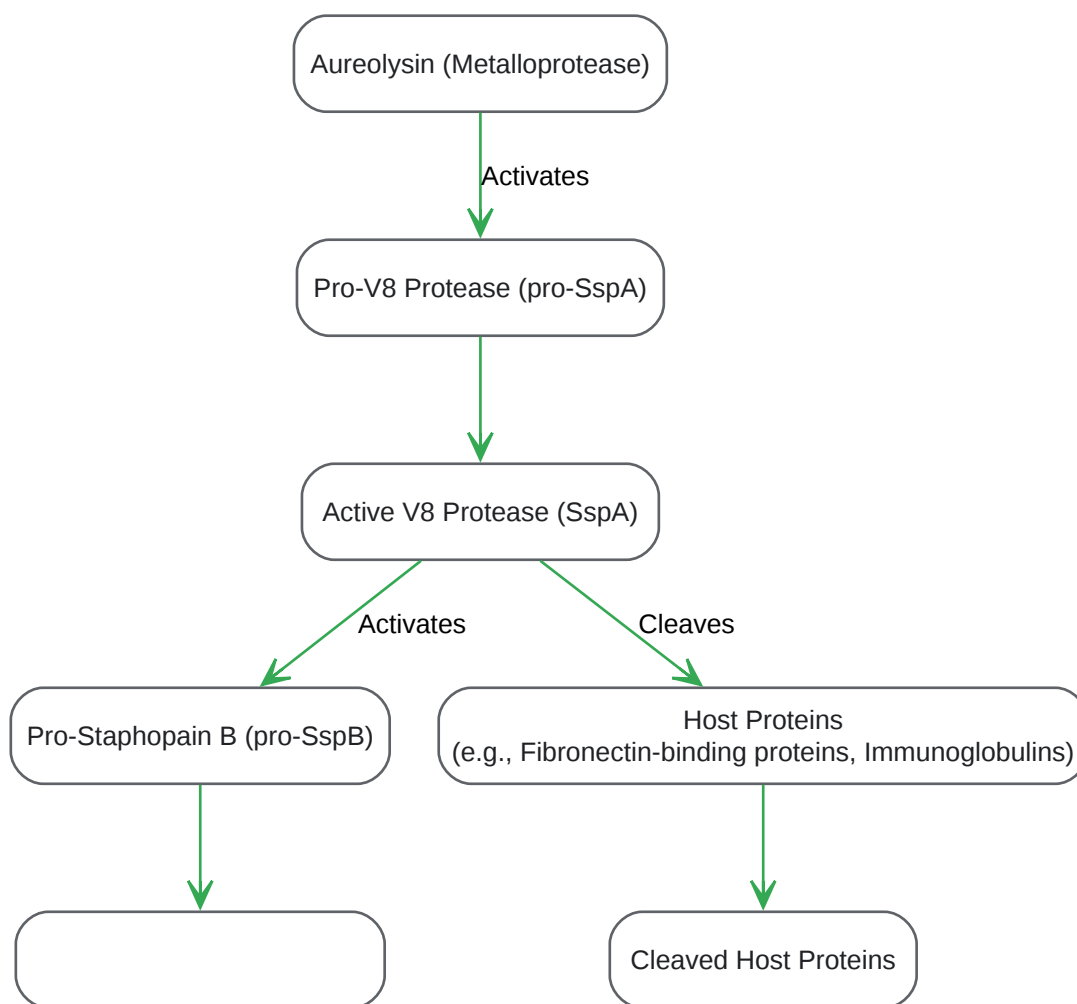 Aureolysin (Metalloprotease)
Activates
Pro-V8 Protease (pro-SspA)
Active V8 Protease (SspA)
Activates
Cleaves
Pro-Staphopain B (pro-SspB)
Host Proteins
(e.g., Fibronectin-binding proteins, Immunoglobulins)
Cleaved Host Proteins